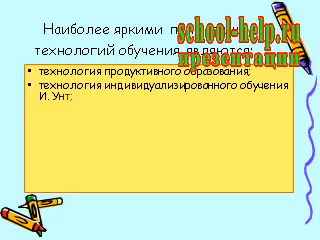 Наиболее яркими
технологий обучения являются:
school-help.ru
презентации
• технология продуктивного образования;
• технология индивидуализированного обучения
И. Унт;